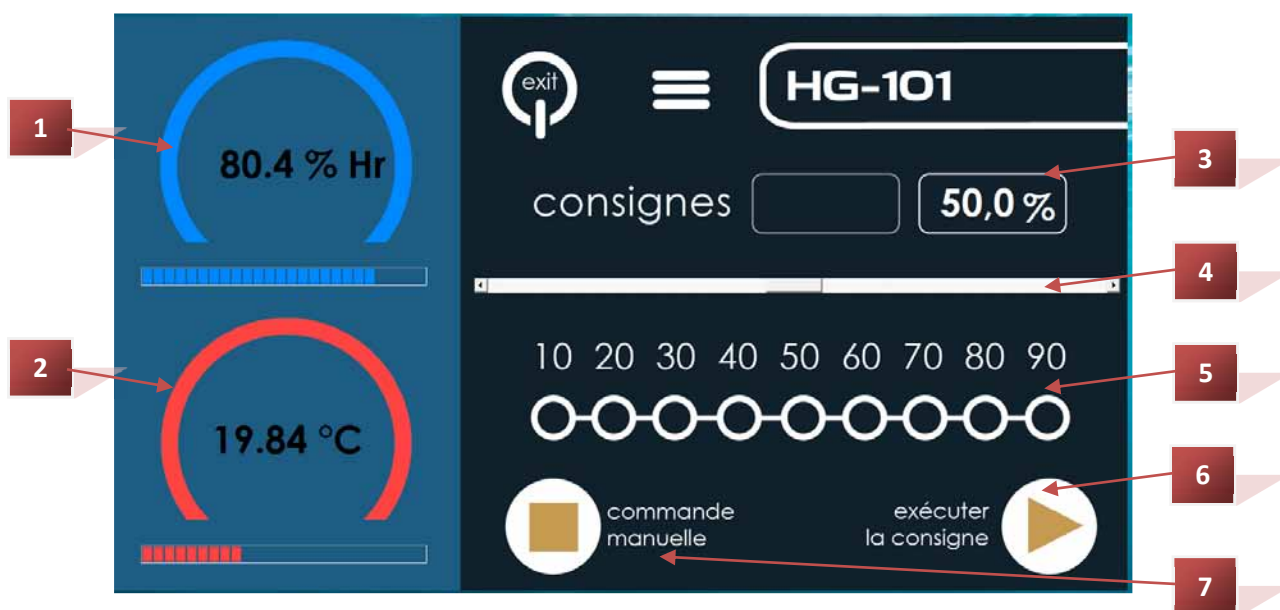 exit
HG-101
1
80.4 % Hr
3
consignes
50,0 %
4
10 20 30 40 50 60 70 80 90
2
5
19.84 °C
6
commande
manuelle
exécuter
la consigne
7